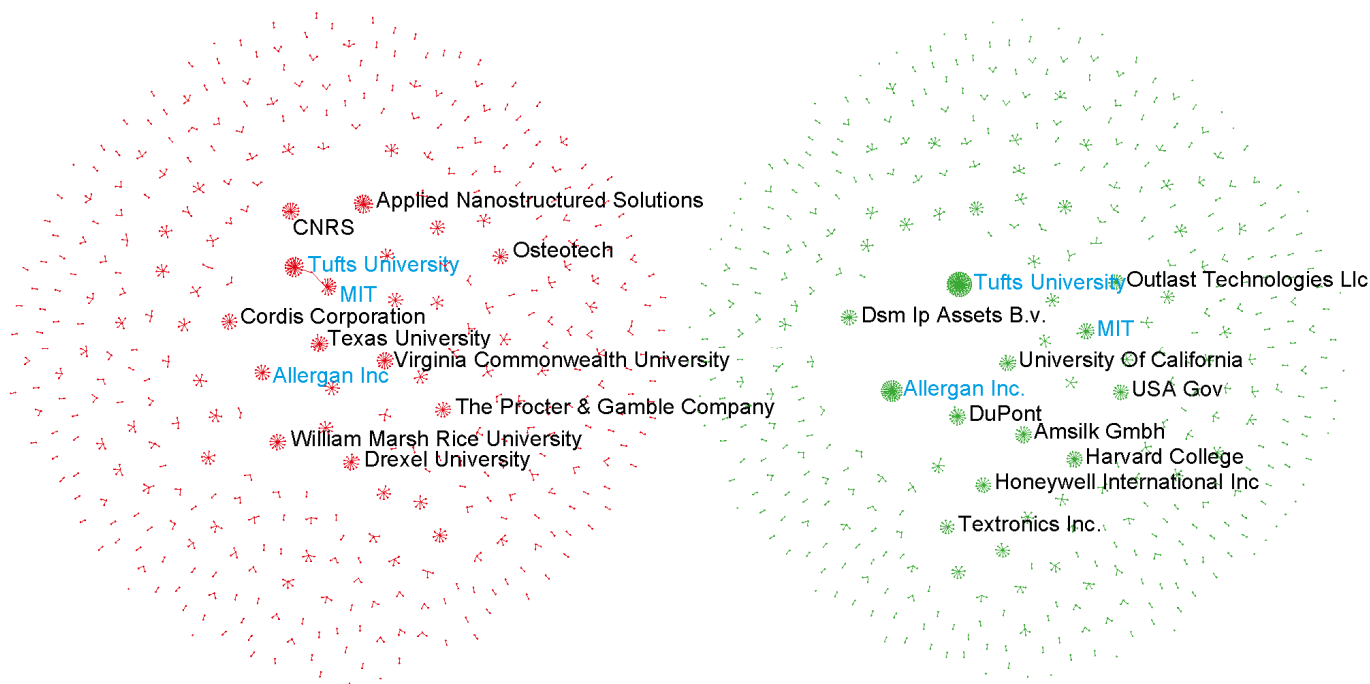 Applied Nanostructured Solutions
CNRS
Osteotech
Tufts University
MIT
Cordis Corporation
Texas University
Virginia Commonwealth University
Allergan Inc
The Procter & Gamble Company
William Marsh Rice University
Drexel University
Tufts University
Outlast Technologies Llc
Dsm Ip Assets B.v.
MIT
University Of California
Allergan Inc.
USA Gov
DuPont
Amsilk Gmbh
Harvard College
Honeywell International Inc
Textronics Inc.